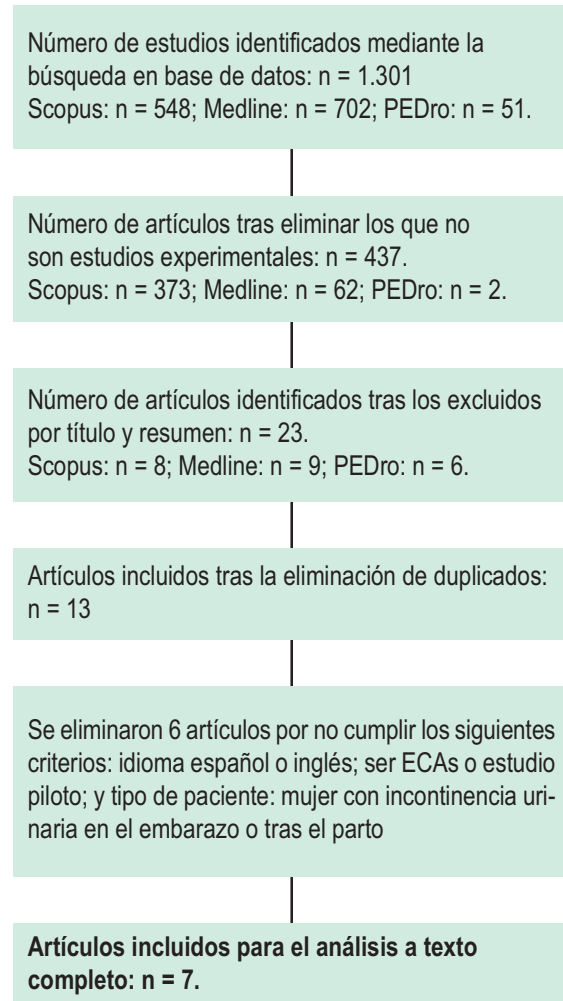 Número de estudios identificados mediante la
búsqueda en base de datos: n = 1.301
Scopus: n = 548; Medline: n = 702; PEDro: n = 51.
Número de artículos tras eliminar los que no
son estudios experimentales: n = 437.
Scopus: n = 373; Medline: n = 62; PEDro: n = 2.
Número de artículos identificados tras los excluidos
por título y resumen: n = 23.
Scopus: n = 8; Medline: n = 9; PEDro: n = 6.
Artículos incluidos tras la eliminación de duplicados:
n = 13
Se eliminaron 6 artículos por no cumplir los siguientes
criterios: idioma español o inglés; ser ECAs o estudio
piloto; y tipo de paciente: mujer con incontinencia uri-
naria en el embarazo o tras el parto
Artículos incluidos para el análisis a texto
completo: n = 7.